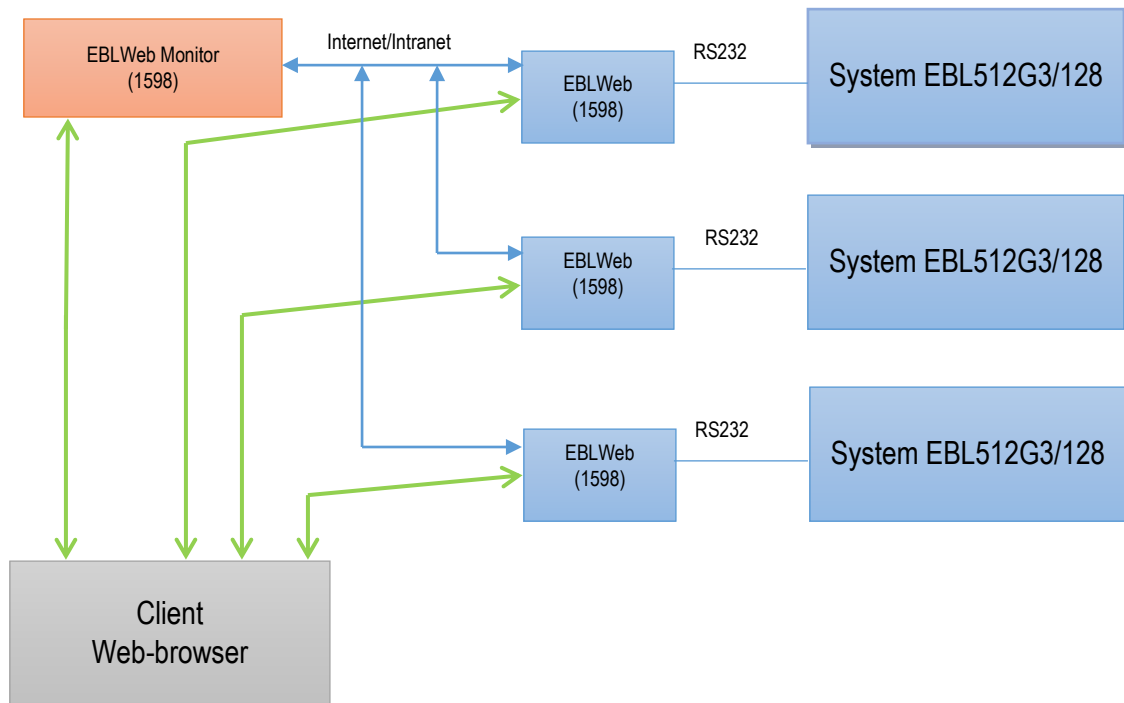 EBLWeb Monitor
(1598)
Internet/Intranet
EBLWeb
(1598)
RS232
System EBL512G3/128
EBLWeb
(1598)
RS232
System EBL512G3/128
EBLWeb
(1598)
RS232
System EBL512G3/128
Client
Web-browser